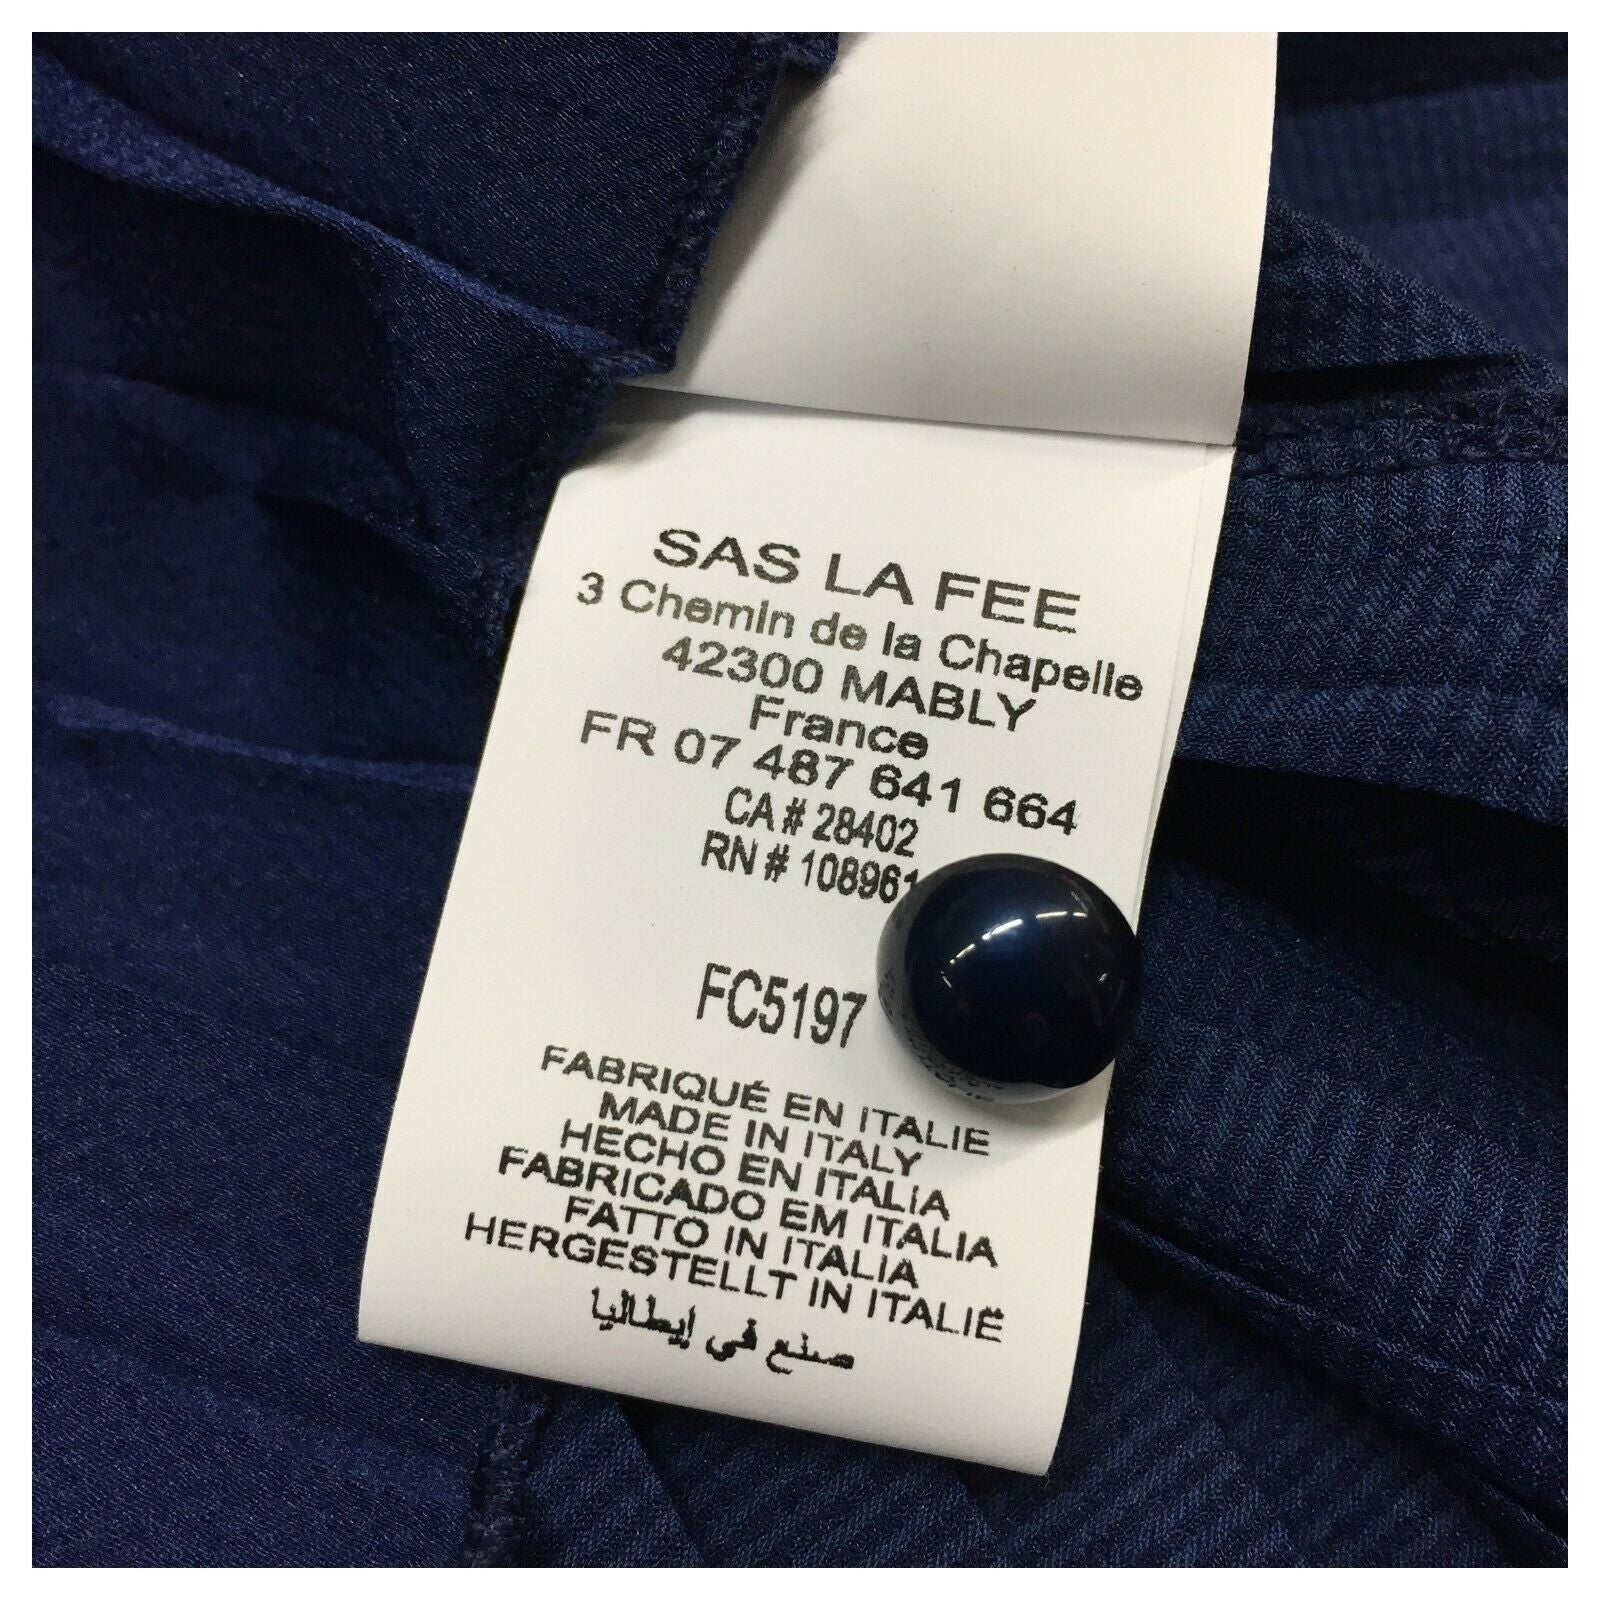 SAS LA FEE
3 Chemin de la Chapelle
42300 MABLY
France
FR 07 487 641 664
CA # 28402
RN # 108961
FC5197
FABRIQUÉ EN ITALIE
MADE IN ITALY
HECHO EN ITALIA
FABRICADO EM ITALIA
FATTO IN ITALIA
HERGESTELLT IN ITALIË
صنع في إيطاليا